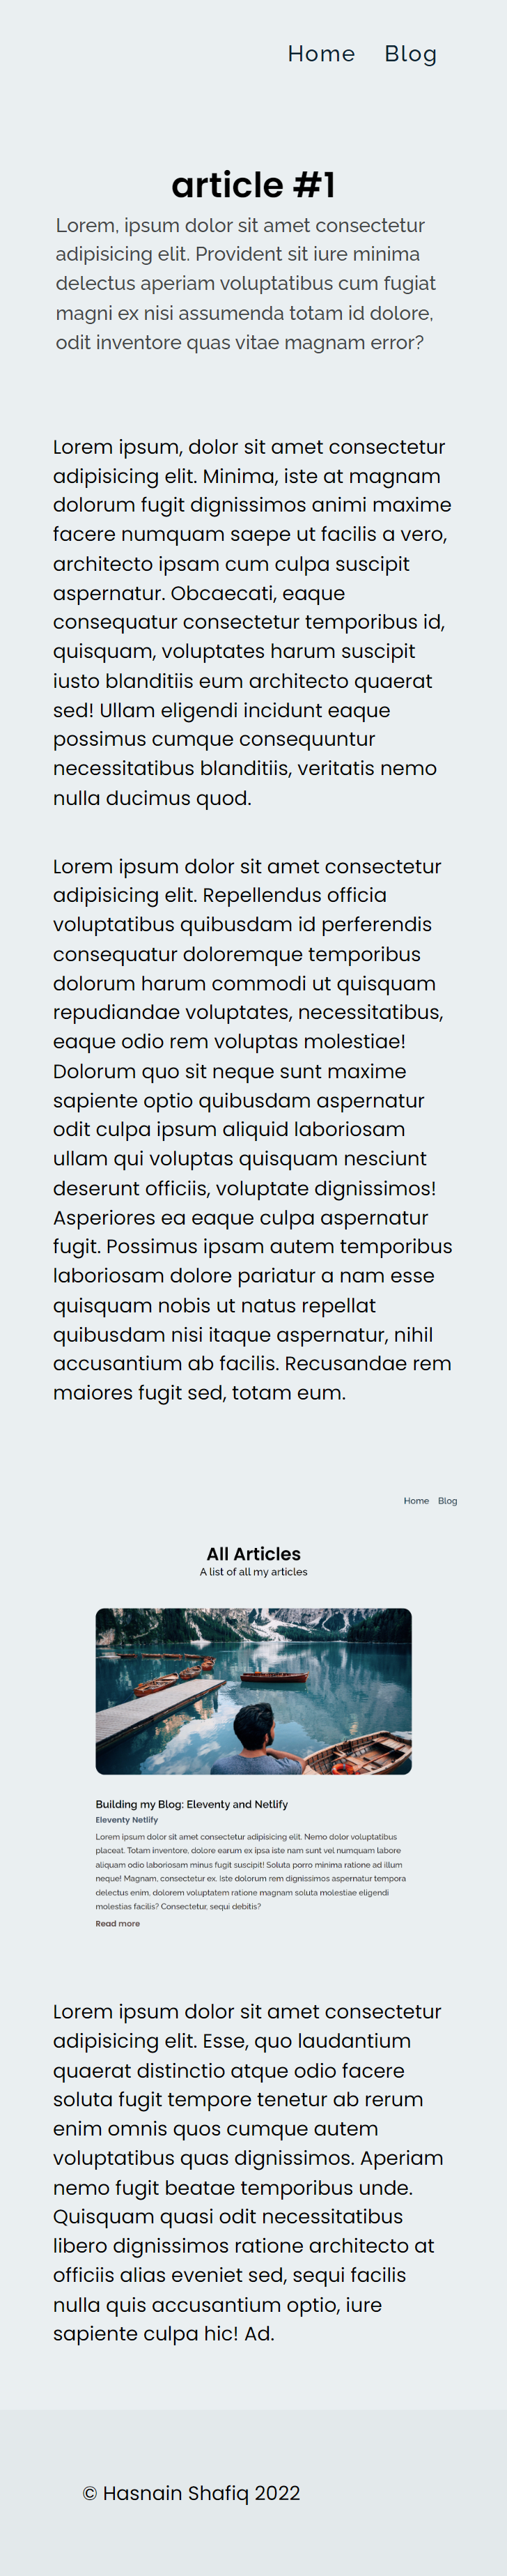 Home Blog
article #1
Lorem, ipsum dolor sit amet consectetur
adipisicing elit. Provident sit iure minima
delectus aperiam voluptatibus cum fugiat
magni ex nisi assumenda totam id dolore,
odit inventore quas vitae magnam error?
Lorem ipsum, dolor sit amet consectetur
adipisicing elit. Minima, iste at magnam
dolorum fugit dignissimos animi maxime
facere numquam saepe ut facilis a vero,
architecto ipsam cum culpa suscipit
aspernatur. Obcaecati, eaque
consequatur consectetur temporibus id,
quisquam, voluptates harum suscipit
iusto blanditiis eum architecto quaerat
sed! Ullam eligendi incidunt eaque
possimus cumque consequuntur
necessitatibus blanditiis, veritatis nemo
nulla ducimus quod.
Lorem ipsum dolor sit amet consectetur
adipisicing elit. Repellendus officia
voluptatibus quibusdam id perferendis
consequatur doloremque temporibus
dolorum harum commodi ut quisquam
repudiandae voluptates, necessitatibus,
eaque odio rem voluptas molestiae!
Dolorum quo sit neque sunt maxime
sapiente optio quibusdam aspernatur
odit culpa ipsum aliquid laboriosam
ullam qui voluptas quisquam nesciunt
deserunt officiis, voluptate dignissimos!
Asperiores ea eaque culpa aspernatur
fugit. Possimus ipsam autem temporibus
laboriosam dolore pariatur a nam esse
quisquam nobis ut natus repellat
quibusdam nisi itaque aspernatur, nihil
accusantium ab facilis. Recusandae rem
maiores fugit sed, totam eum.
Home Blog
All Articles
A list of all my articles
Building my Blog: Eleventy and Netlify
Eleventy Netlify
Lorem ipsum dolor sit amet consectetur adipisicing elit. Nemo dolor voluptatibus
placeat. Totam inventore, dolore earum ex ipsa iste nam sunt vel numquam labore
aliquam odio laboriosam minus fugit suscipit! Soluta porro minima ratione ad illum
neque! Magnam, consectetur ex. Iste dolorum rem dignissimos aspernatur tempora
delectus enim, dolorem voluptatem ratione magnam soluta molestiae eligendi
molestias facilis? Consectetur, sequi debitis?
Read more
Lorem ipsum dolor sit amet consectetur
adipisicing elit. Esse, quo laudantium
quaerat distinctio atque odio facere
soluta fugit tempore tenetur ab rerum
enim omnis quos cumque autem
voluptatibus quas dignissimos. Aperiam
nemo fugit beatae temporibus unde.
Quisquam quasi odit necessitatibus
libero dignissimos ratione architecto at
officiis alias eveniet sed, sequi facilis
nulla quis accusantium optio, iure
sapiente culpa hic! Ad.
© Hasnain Shafiq 2022